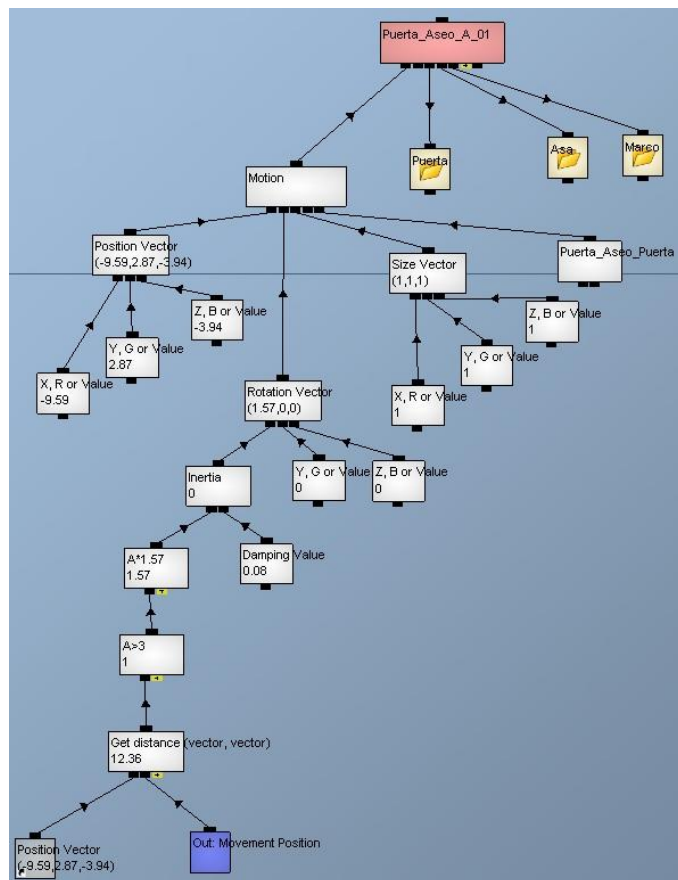 Puerta_Aseo_A_01
Puerta
Asa
Marco
Motion
Position Vector
(-9.59,2.87,-3.94)
Size Vector
(1,1,1)
Puerta_Aseo_Puerta
Z, B or Value
-3.94
Z, B or Value
1
Y, G or Value
2.87
Y, G or Value
1
X, R or Value
-9.59
Rotation Vector
(1.57,0,0)
X, R or Value
1
Inertia
0
Y, G or Value
0
Z, B or Value
0
A*1.57
1.57
Damping Value
0.08
A>3
1
Get distance (vector, vector)
12.36
Position Vector
(-9.59,2.87,-3.94)
Out: Movement Position